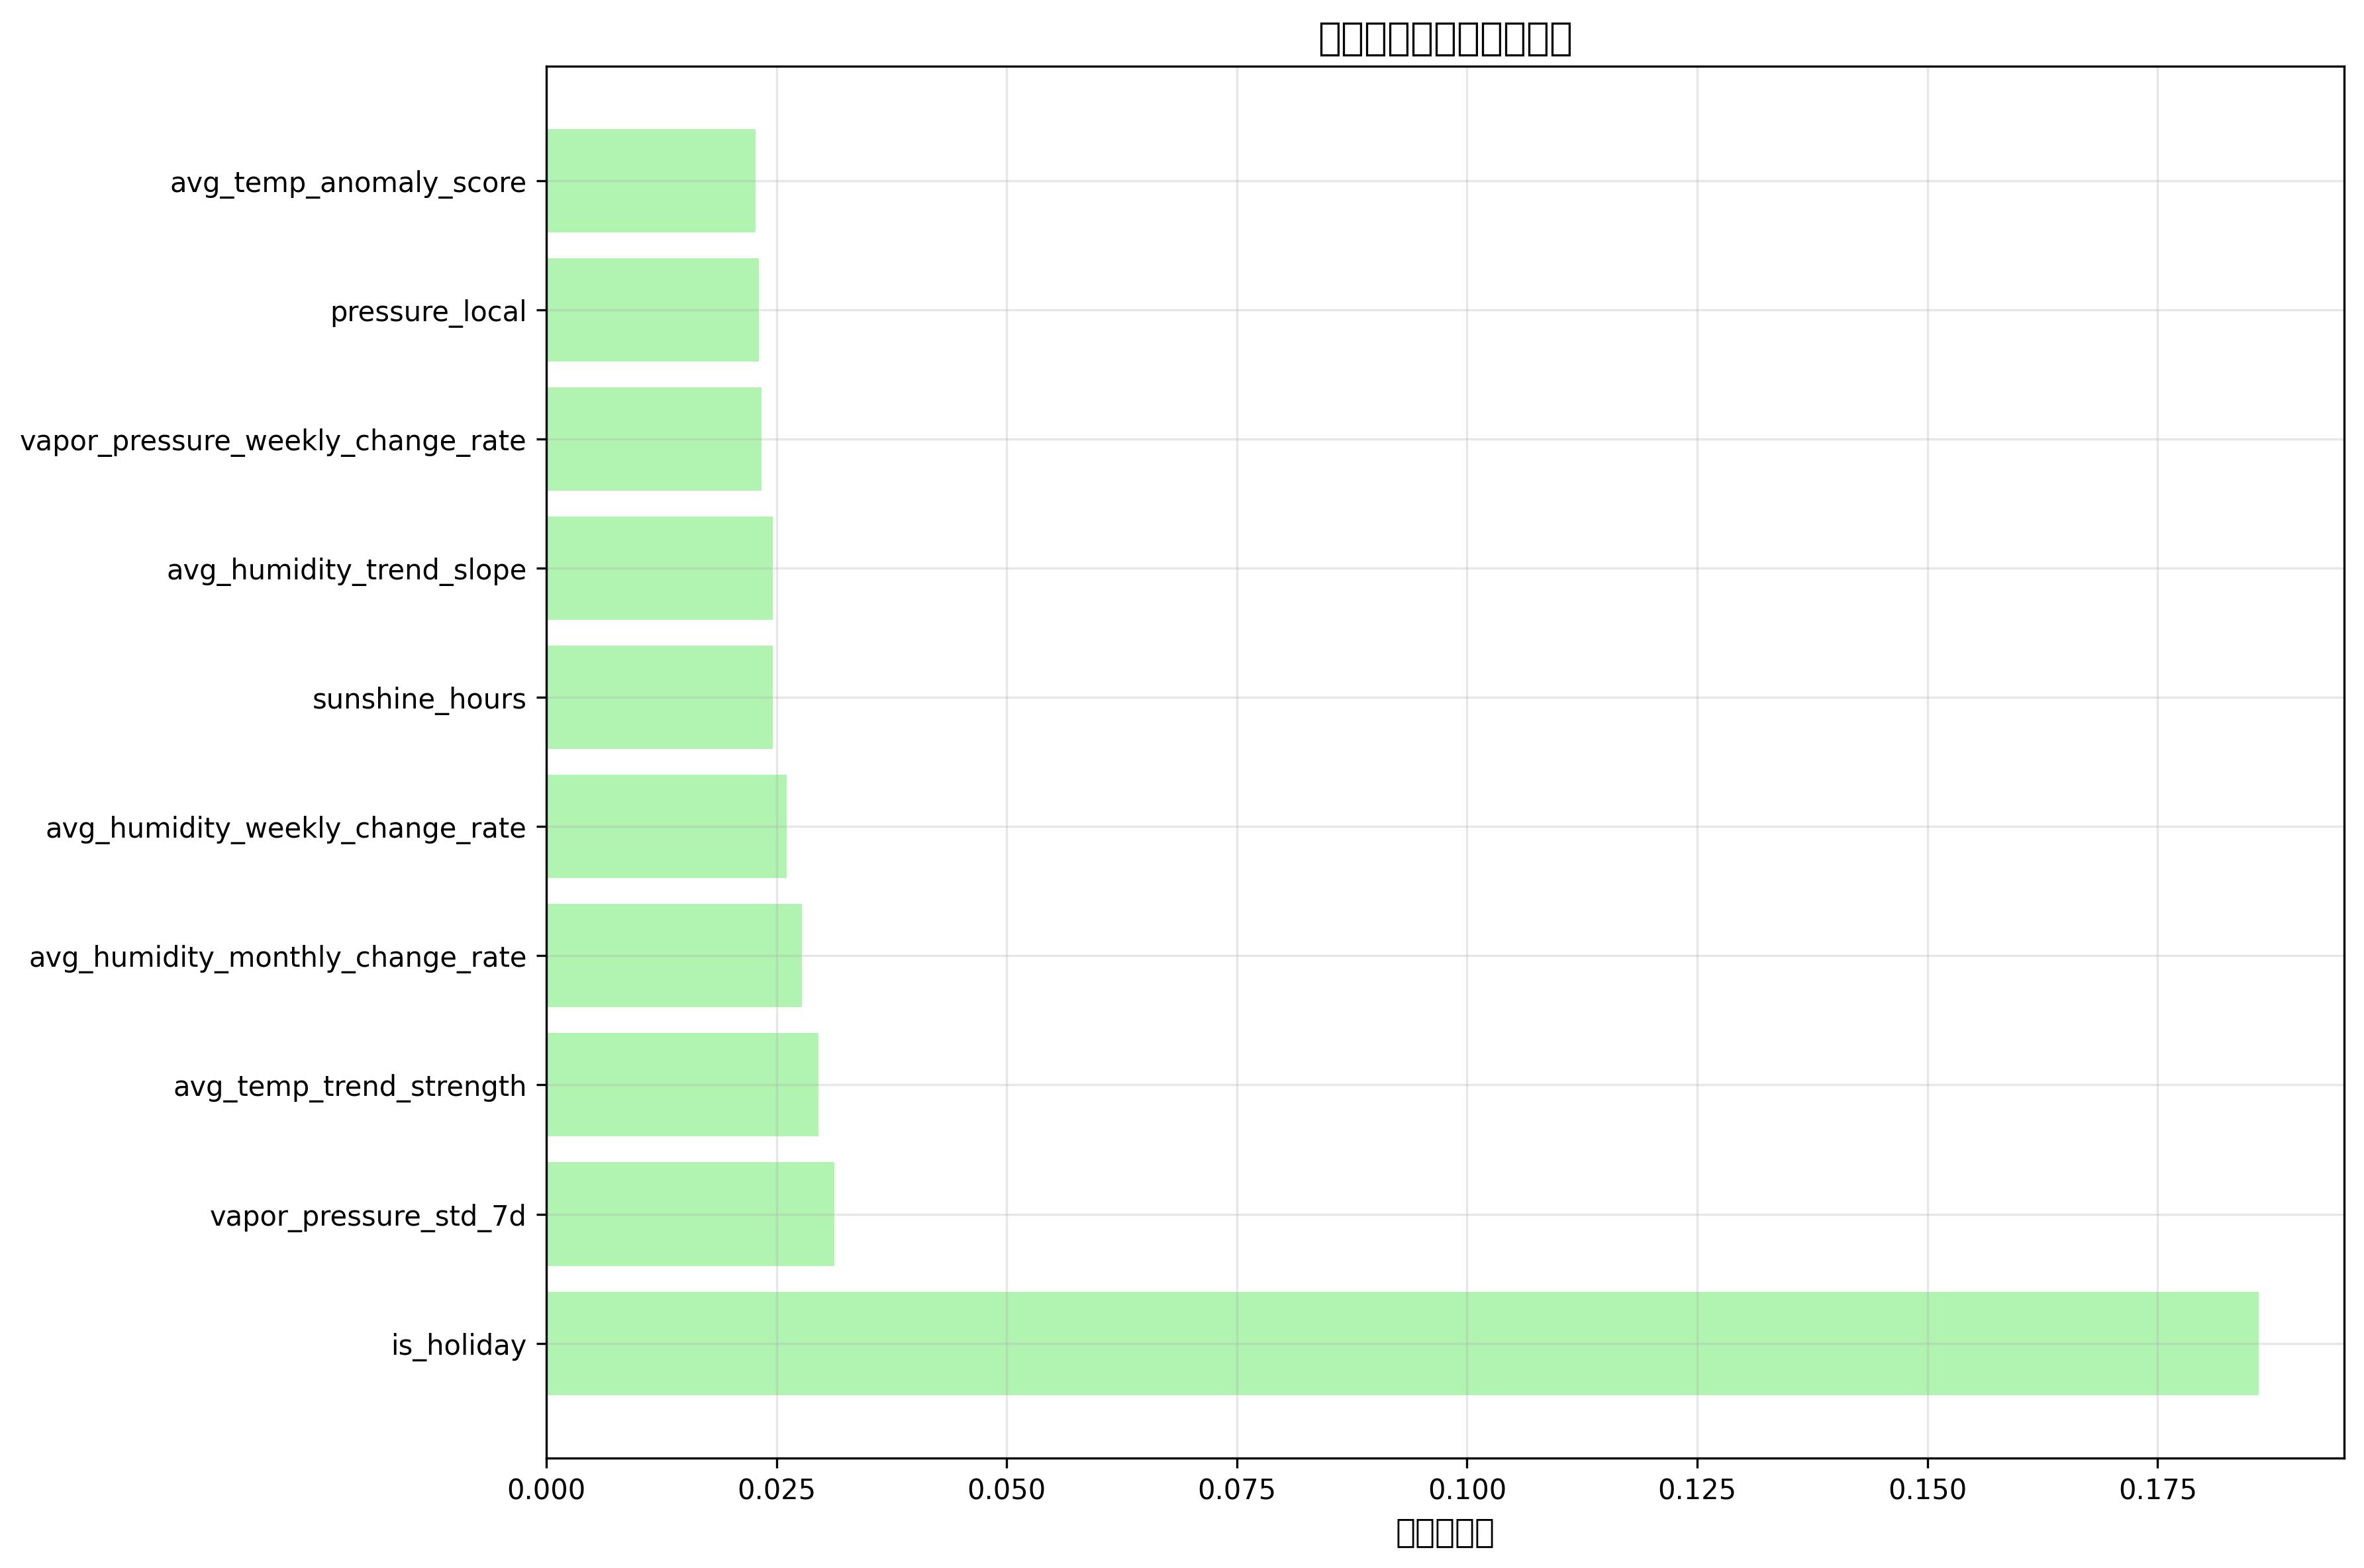 avg_temp_anomaly_score
pressure_local
vapor_pressure_weekly_change_rate
avg_humidity_trend_slope
sunshine_hours
avg_humidity_weekly_change_rate
avg_humidity_monthly_change_rate
avg_temp_trend_strength
vapor_pressure_std_7d
is_holiday
0.000 0.025 0.050 0.075 0.100 0.125 0.150 0.175